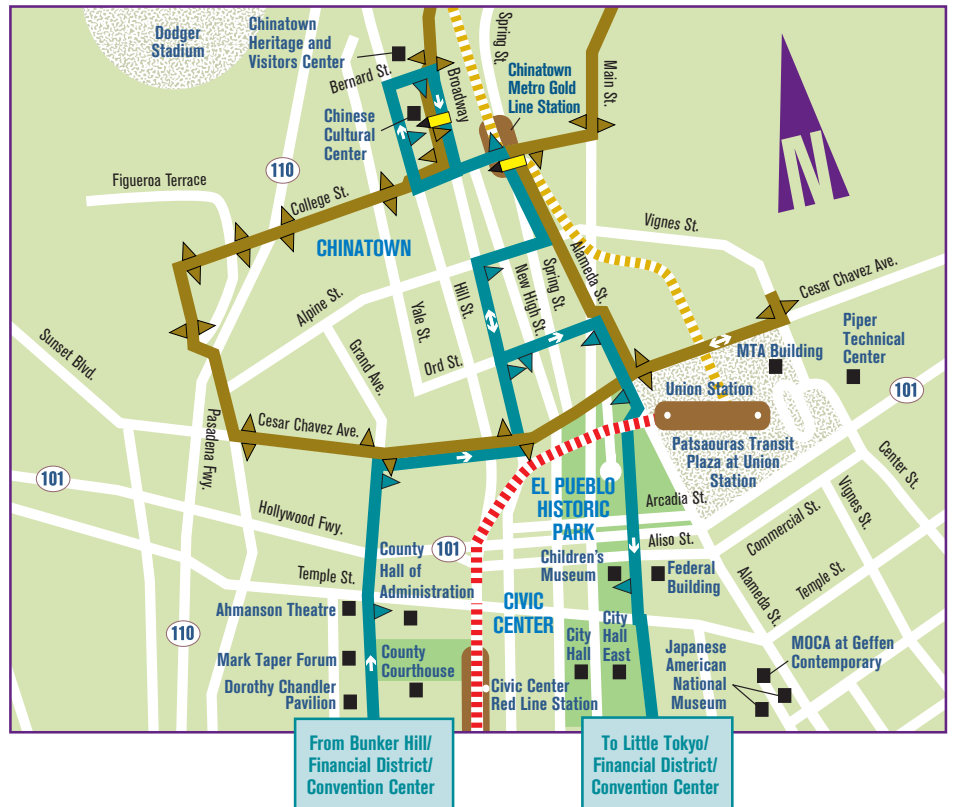 Dodger
Stadium
Chinatown
Heritage and
Visitors Center
Bernard St.
Broadway
Spring St.
Chinatown
Metro Gold
Line Station
Main St.
N
Chinese
Cultural
Center
110
Figueroa Terrace
College St.
CHINATOWN
Vignes St.
Cesar Chavez Ave.
Alameda St.
Spring St.
New High St.
Hill St.
Yale St.
Alpine St.
Grand Ave.
Ord St.
Sunset Blvd.
MTA Building
Piper
Technical
Center
101
Union Station
Patsaouras Transit
Plaza at Union
Station
Pasadena Fwy.
Cesar Chavez Ave.
Center St.
101
Hollywood Fwy.
EL PUEBLO
HISTORIC
PARK
Arcadia St.
Commercial St.
Vignes St.
Aliso St.
County
Hall of
Administration
101
Children's
Museum
Federal
Building
Temple St.
Temple St.
Alameda St.
Ahmanson Theatre
CIVIC
CENTER
110
City
Hall
City
Hall
East
Japanese
American
National
Museum
MOCA at Geffen
Contemporary
Mark Taper Forum
County
Courthouse
Dorothy Chandler
Pavilion
Civic Center
Red Line Station
From Bunker Hill/
Financial District/
Convention Center
To Little Tokyo/
Financial District/
Convention Center